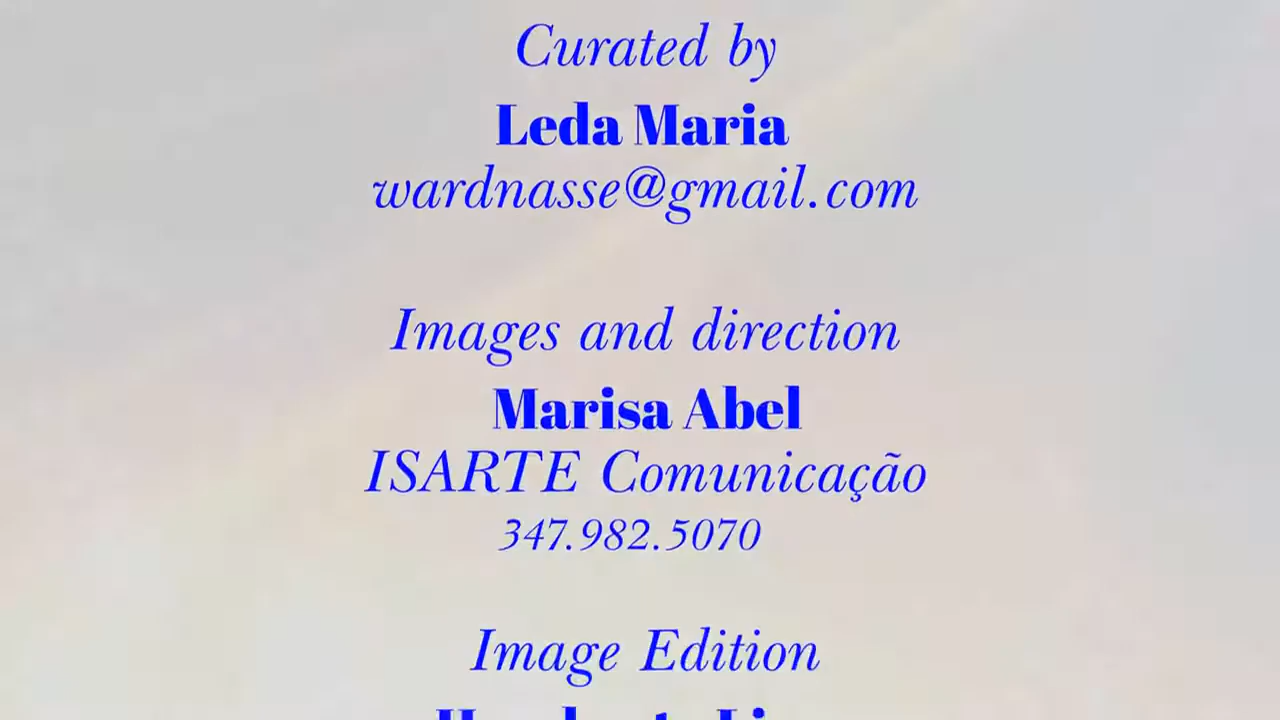 Curated by
Leda Maria
wardnasse@gmail.com
Images and direction
Marisa Abel
ISARTE Comunicação
347.982.5070
Image Edition